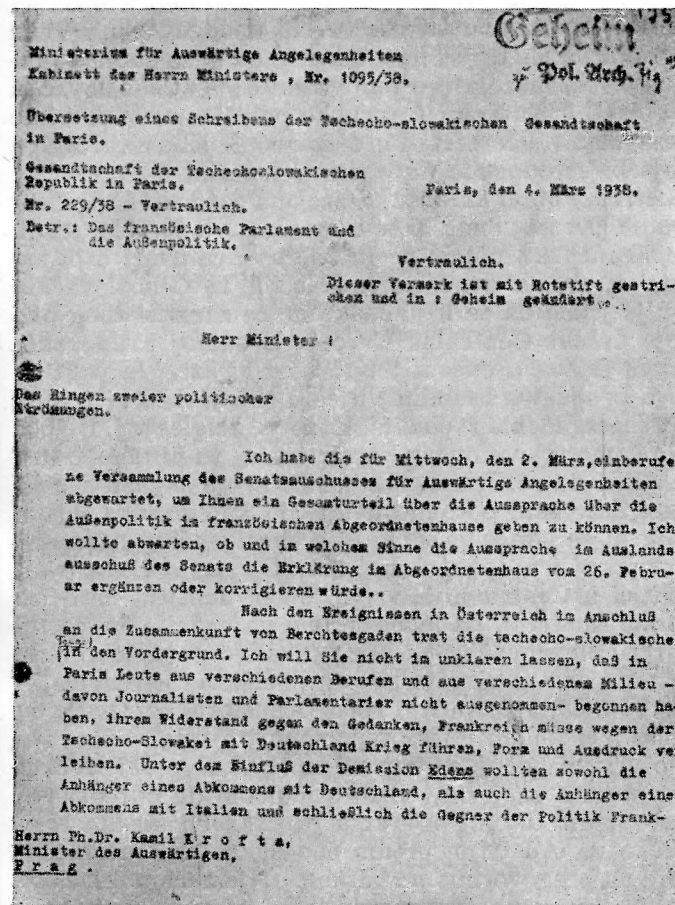 Geheim
Ministerium für Auswärtige Angelegenheiten
Kabinett des Herrn Ministers , Nr. 1095/38.
Pol. Arch.
Übersetzung eines Schreibens der Tschecho-slowakischen Gesandtschaft
in Paris.
Gesandtschaft der Tschechoslowakischen
Republik in Paris.
Paris, den 4. März 1938.
Nr. 229/38 - Vertraulich.
Betr.: Das französische Parlament und
die Außenpolitik.
Vertraulich.
Dieser Vermerk ist mit Rotstift gestri-
chen und in : Geheim geändert
Herr Minister !
Das Ringen zweier politischer
Strömungen.
Ich habe die für Mittwoch, den 2. März, einberufe
ne Versammlung des Senatsauschusses für Auswärtige Angelegenheiten
abgewartet, um Ihnen ein Gesamturteil über die Aussprache über die
Außenpolitik im französischen Abgeordnetenhause geben zu können. Ich
wollte abwarten, ob und in welchem Sinne die Aussprache im Auslands
ausschuß des Senats die Erklärung im Abgeordnetenhaus vom 26. Febru-
ar ergänzen oder korrigieren würde..
Nach den Ereignissen in Österreich im Anschluß
an die Zusammenkunft von Berchtesgaden trat die tschecho-slowakische
in den Vordergrund. Ich will Sie nicht im unklaren lassen, daß in
Paris Leute aus verschiedenen Berufen und aus verschiedenem Milieu -
davon Journalisten und Parlamentarier nicht ausgenommen- begonnen ha-
ben, ihrem Widerstand gegen den Gedanken, Frankreich müsse wegen der
Tschecho-Slowakei mit Deutschland Krieg führen, Form und Ausdruck ve
leihen. Unter dem Einfluß der Demission Edens wollten sowohl die
Anhänger eines Abkommens mit Deutschland, als auch die Anhänger eine
Abkommens mit Italien und schließlich die Gegner der Politik Frank-
Herrn Ph.Dr. Kamil K r o f t a,
Minister des Auswärtigen,
P r a g .